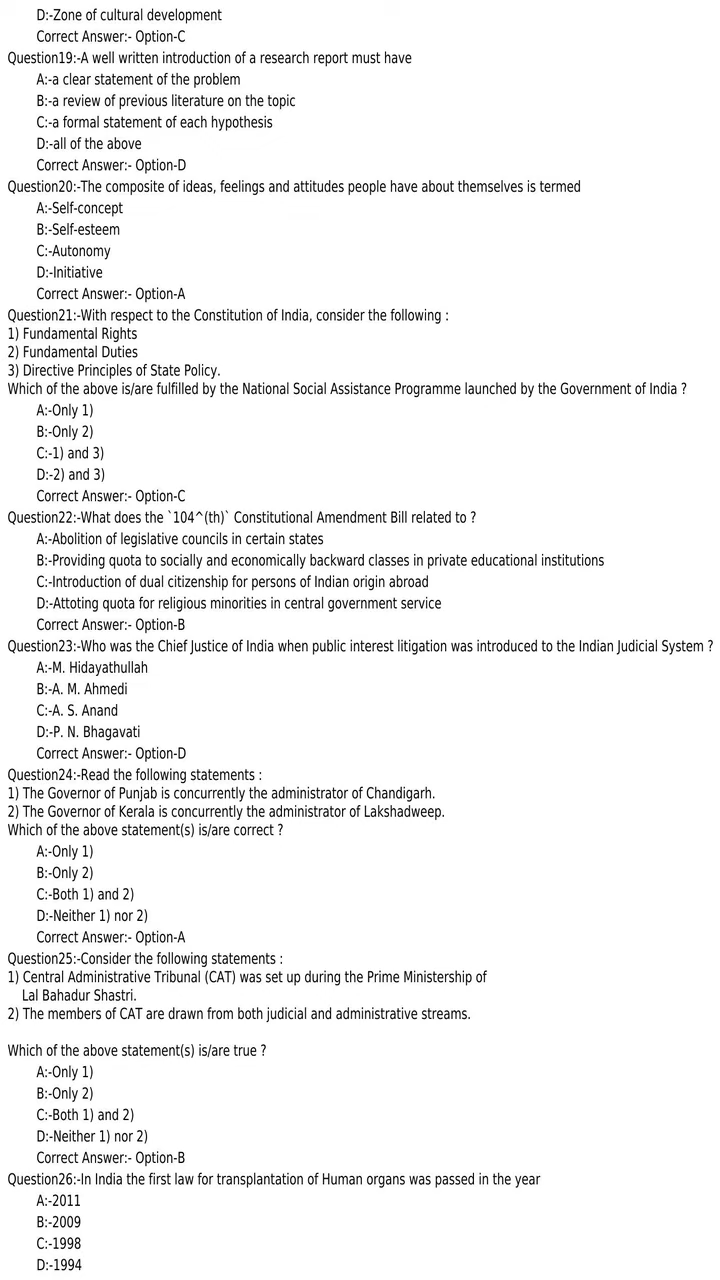 D:-Zone of cultural development
Correct Answer:- Option-C
Question19:-A well written introduction of a research report must have
A:-a clear statement of the problem
B:-a review of previous literature on the topic
C:-a formal statement of each hypothesis
D:-all of the above
Correct Answer:- Option-D
Question20:-The composite of ideas, feelings and attitudes people have about themselves is termed
A:-Self-concept
B:-Self-esteem
C:-Autonomy
D:-Initiative
Correct Answer:- Option-A
Question21:-With respect to the Constitution of India, consider the following :
1) Fundamental Rights
2) Fundamental Duties
3) Directive Principles of State Policy.
Which of the above is/are fulfilled by the National Social Assistance Programme launched by the Government of India ?
A:-Only 1)
B:-Only 2)
C:-1) and 3)
D:-2) and 3)
Correct Answer:- Option-C
Question22:-What does the `104^(th)` Constitutional Amendment Bill related to ?
A:-Abolition of legislative councils in certain states
B:-Providing quota to socially and economically backward classes in private educational institutions
C:-Introduction of dual citizenship for persons of Indian origin abroad
D:-Attoting quota for religious minorities in central government service
Correct Answer:- Option-B
Question23:-Who was the Chief Justice of India when public interest litigation was introduced to the Indian Judicial System ?
A:-M. Hidayathullah
B:-A. M. Ahmedi
C:-A. S. Anand
D:-P. N. Bhagavati
Correct Answer:- Option-D
Question24:-Read the following statements :
1) The Governor of Punjab is concurrently the administrator of Chandigarh.
2) The Governor of Kerala is concurrently the administrator of Lakshadweep.
Which of the above statement(s) is/are correct ?
A:-Only 1)
B:-Only 2)
C:-Both 1) and 2)
D:-Neither 1) nor 2)
Correct Answer:- Option-A
Question25:-Consider the following statements :
1) Central Administrative Tribunal (CAT) was set up during the Prime Ministership of
Lal Bahadur Shastri.
2) The members of CAT are drawn from both judicial and administrative streams.
Which of the above statement(s) is/are true ?
A:-Only 1)
B:-Only 2)
C:-Both 1) and 2)
D:-Neither 1) nor 2)
Correct Answer:- Option-B
Question26:-In India the first law for transplantation of Human organs was passed in the year
A:-2011
B:-2009
C:-1998
D:-1994